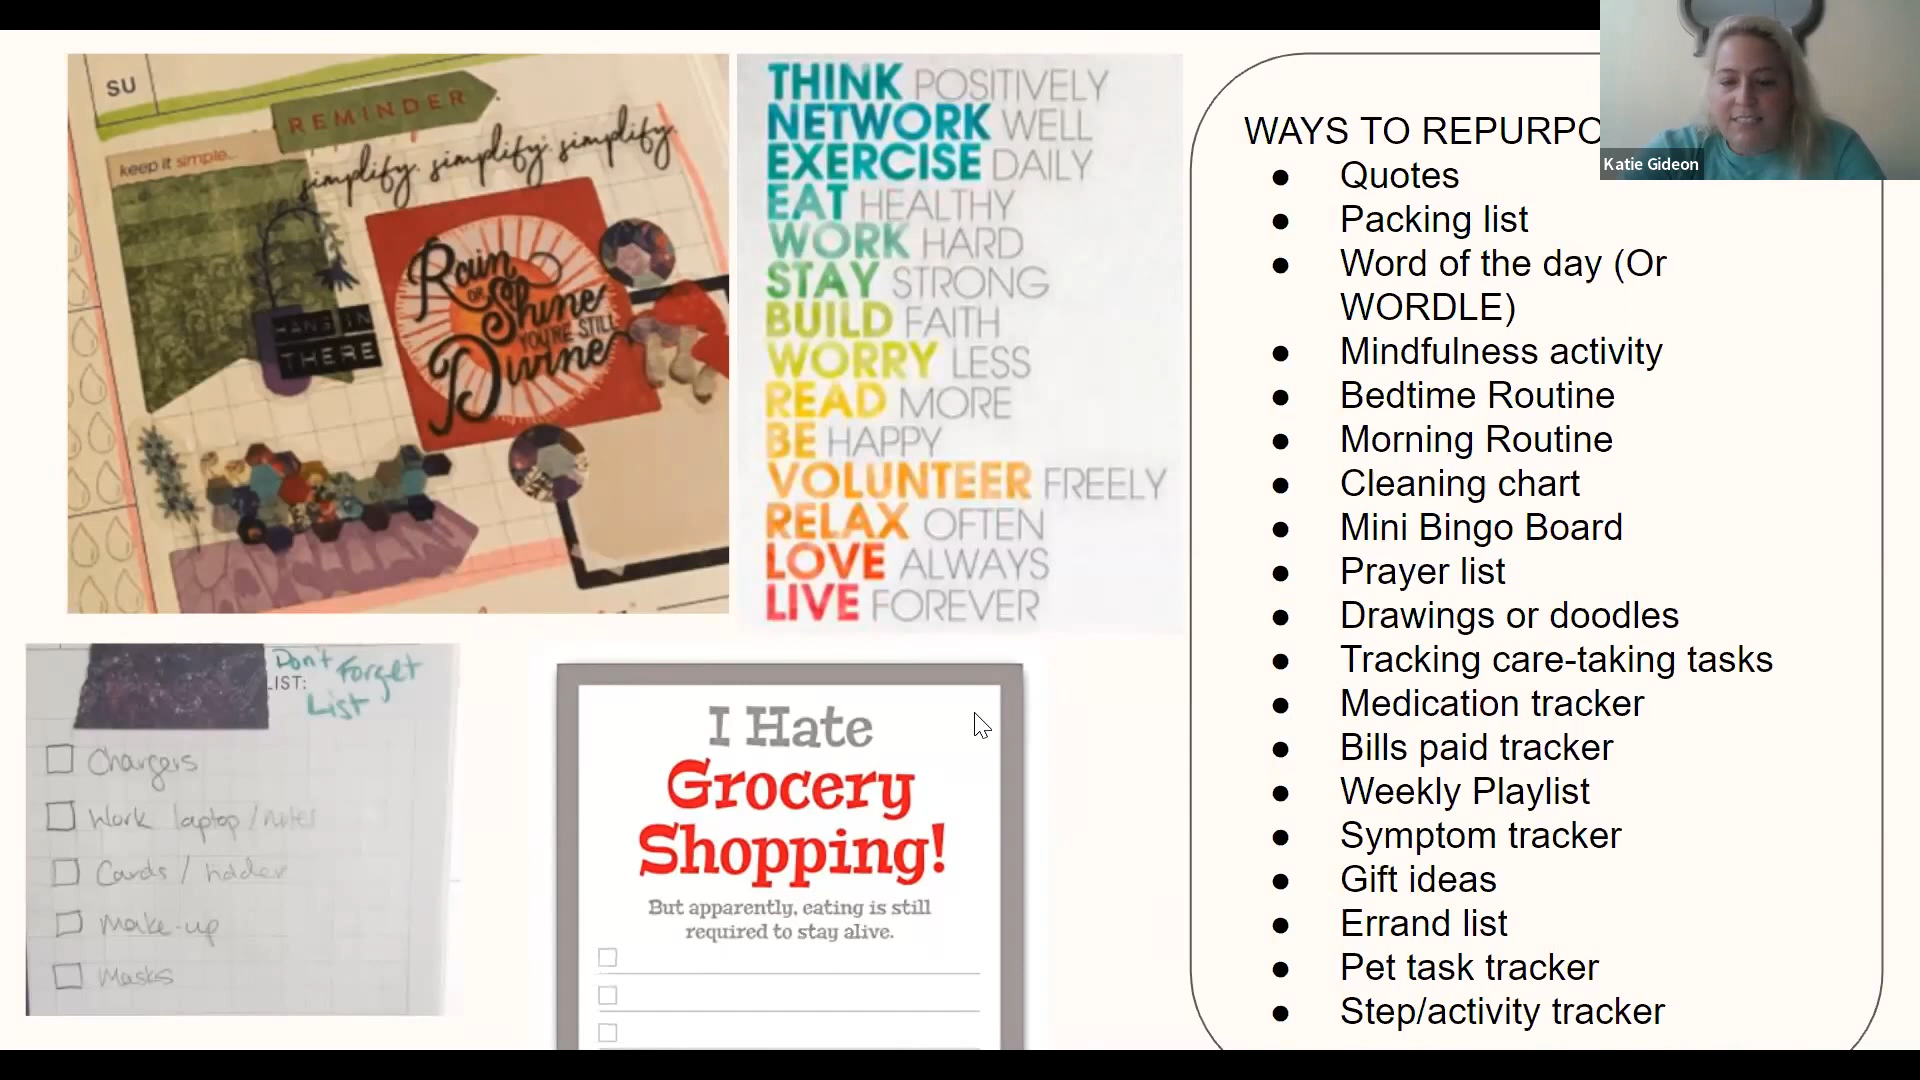 SU
REMINDER
keep it simple...
simplify. simplify. simplify.
HANG IN
THERE
Rain
OR
Shine
YOU'RE STILL
Divine
THINK POSITIVELY
NETWORK WELL
EXERCISE DAILY
EAT HEALTHY
WORK HARD
STAY STRONG
BUILD FAITH
WORRY LESS
READ MORE
BE HAPPY
VOLUNTEER FREELY
RELAX OFTEN
LOVE ALWAYS
LIVE FOREVER
Don't Forget
IST:
List
Chargers
Work laptop/notes
Cards / holder
Make-up
Masks
I Hate
Grocery
Shopping!
But apparently, eating is still
required to stay alive.
WAYS TO REPURPO
● Quotes
● Packing list
● Word of the day (Or
WORDLE)
● Mindfulness activity
● Bedtime Routine
● Morning Routine
● Cleaning chart
● Mini Bingo Board
● Prayer list
● Drawings or doodles
● Tracking care-taking tasks
● Medication tracker
● Bills paid tracker
● Weekly Playlist
● Symptom tracker
● Gift ideas
● Errand list
● Pet task tracker
● Step/activity tracker
Katie Gideon